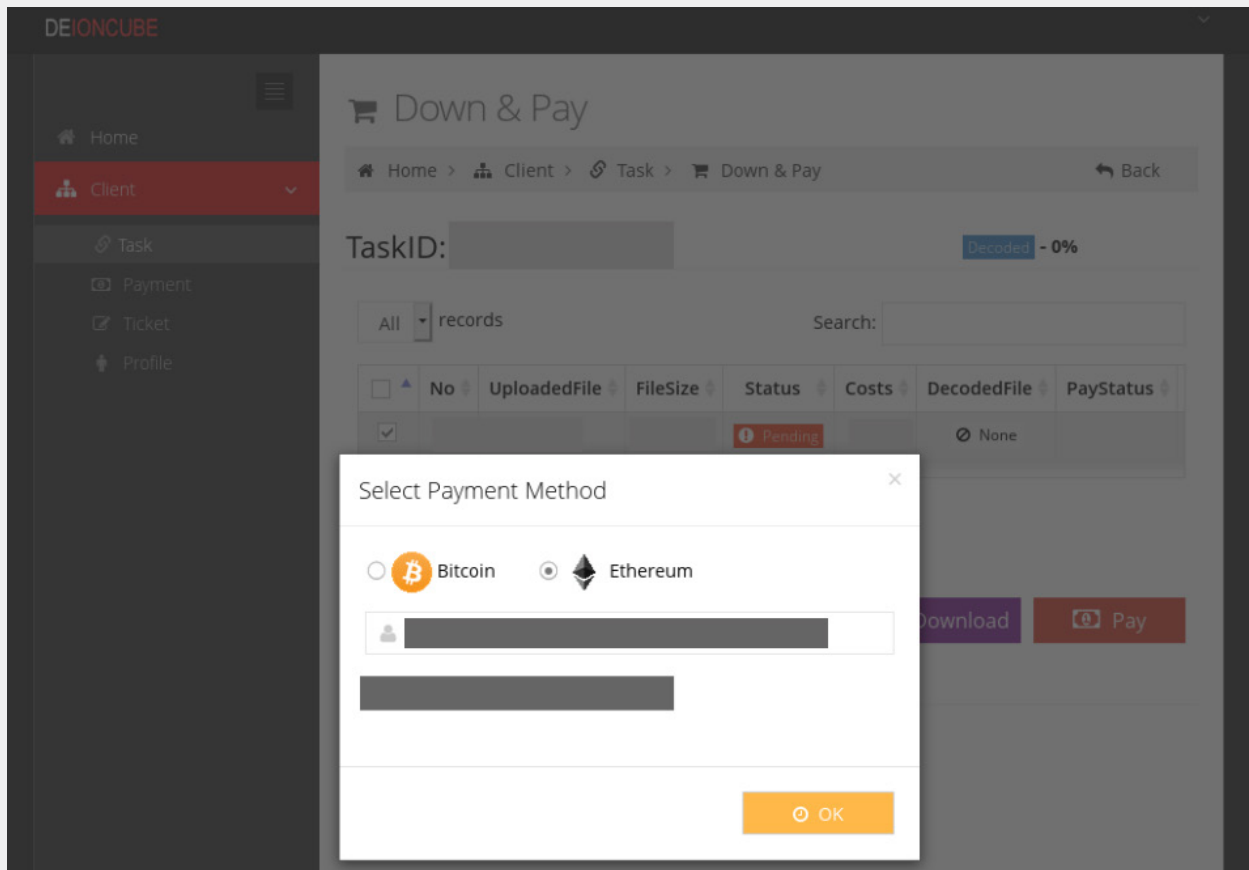 DEIONCUBE
Home
Client
Task
Payment
Ticket
Profile
Down & Pay
Home > Client > Task > Down & Pay
Back
TaskID:
Decoded - 0%
All records
Search:
No UploadedFile FileSize Status Costs DecodedFile PayStatus
Pending None
Select Payment Method ×
Bitcoin Ethereum
Download Pay
OK